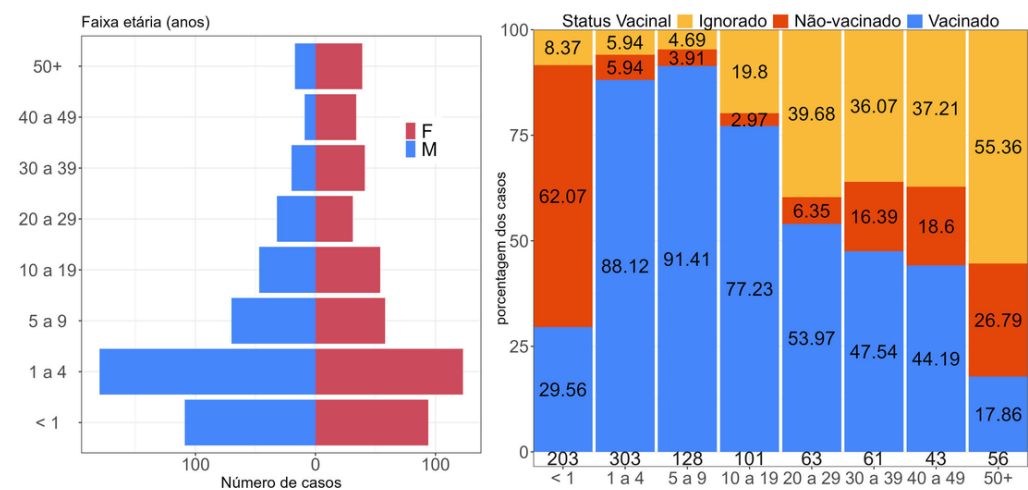 Faixa etária (anos)
50+
40 a 49
30 a 39
20 a 29
10 a 19
5 a 9
1 a 4
< 1
F
M
100 0 100
Número de casos
Status Vacinal Ignorado Não-vacinado Vacinado
porcentagem dos casos
100
75
50
25
0
8.37 5.94 4.69 19.8 39.68 36.07 37.21 55.36
62.07 5.94 3.91 2.97 6.35 16.39 18.6 26.79
29.56 88.12 91.41 77.23 53.97 47.54 44.19 17.86
203 303 128 101 63 61 43 56
< 1 1 a 4 5 a 9 10 a 19 20 a 29 30 a 39 40 a 49 50+